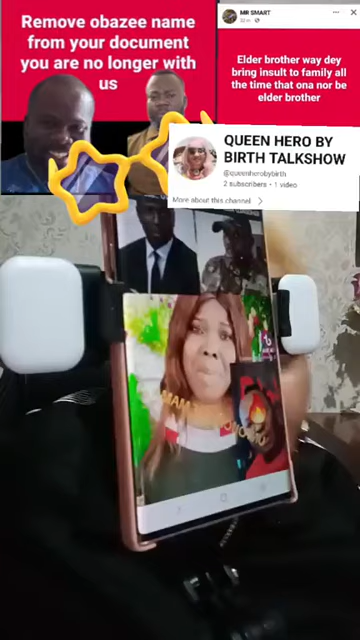 Remove obazee name
from your document
you are no longer with
us
MR SMART
Elder brother way dey
bring insult to family all
the time that ona nor be
elder brother
QUEEN HERO BY
BIRTH TALKSHOW
@queenherobybirth
2 subscribers • 1 video
More about this channel >